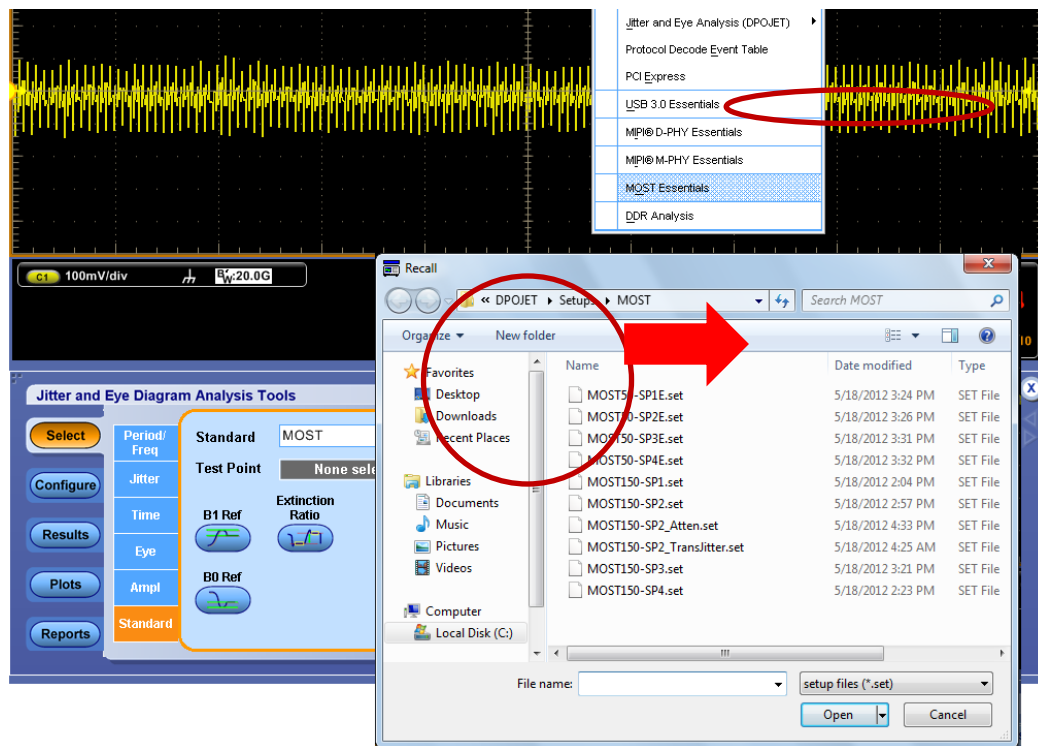 Jitter and Eye Analysis (DPOJET)
Protocol Decode Event Table
PCI Express
USB 3.0 Essentials
MIPI® D-PHY Essentials
MIPI® M-PHY Essentials
MOST Essentials
DDR Analysis
C1 100mV/div BW:20.0G
Recall
« DPOJET Setups MOST
Search MOST
Organize New folder
Favorites
Desktop
Downloads
Recent Places
Libraries
Documents
Music
Pictures
Videos
Computer
Local Disk (C:)
Name Date modified Type
MOST50-SP1E.set 5/18/2012 3:24 PM SET File
MOST50-SP2E.set 5/18/2012 3:26 PM SET File
MOST50-SP3E.set 5/18/2012 3:31 PM SET File
MOST50-SP4E.set 5/18/2012 3:32 PM SET File
MOST150-SP1.set 5/18/2012 2:04 PM SET File
MOST150-SP2.set 5/18/2012 2:57 PM SET File
MOST150-SP2_Atten.set 5/18/2012 4:33 PM SET File
MOST150-SP2_TransJitter.set 5/18/2012 4:25 AM SET File
MOST150-SP3.set 5/18/2012 3:21 PM SET File
MOST150-SP4.set 5/18/2012 2:23 PM SET File
File name:
setup files (*.set)
Open Cancel
Jitter and Eye Diagram Analysis Tools
Select
Configure
Results
Plots
Reports
Period/
Freq
Jitter
Time
Eye
Ampl
Standard
Standard MOST
Test Point None sele
B1 Ref
Extinction
Ratio
B0 Ref
X